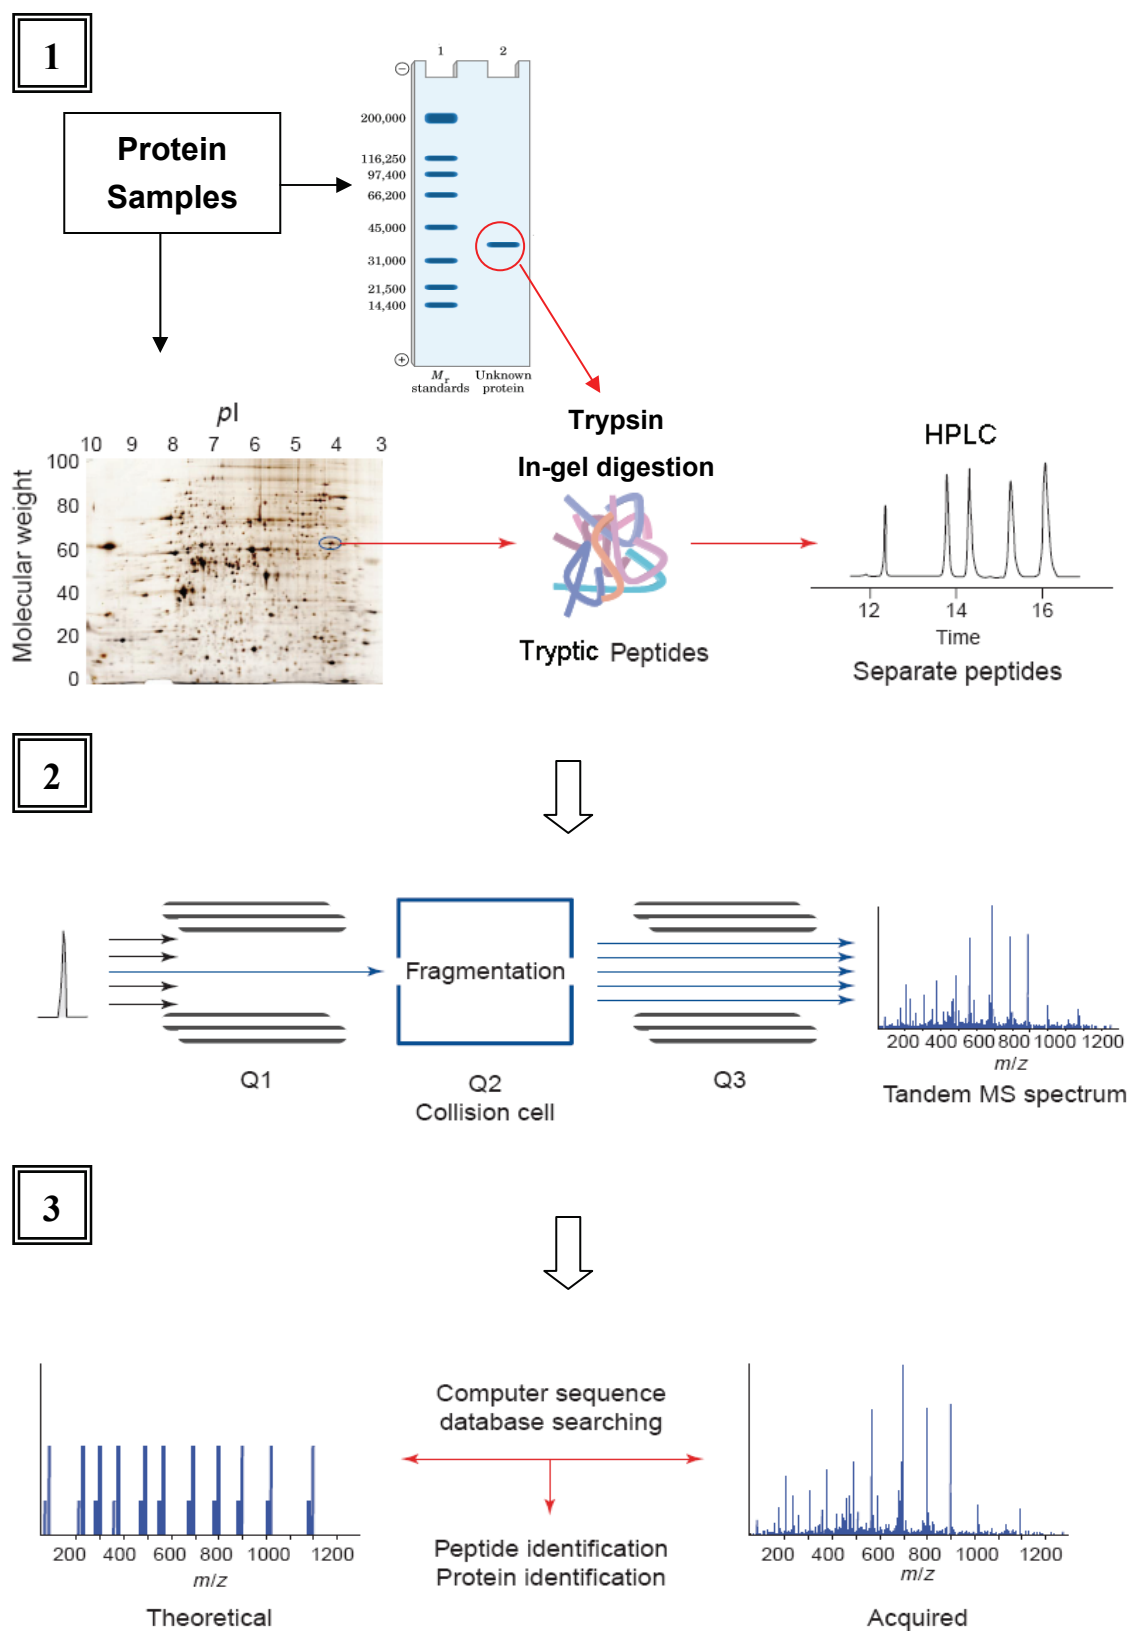 1
Protein
Samples
1 2
⊖
200,000
116,250
97,400
66,200
45,000
31,000
21,500
14,400
⊕
Mr
standards
Unknown
protein
pI
10 9 8 7 6 5 4 3
Molecular weight
100
80
60
40
20
0
Trypsin
In-gel digestion
Tryptic Peptides
HPLC
12 14 16
Time
Separate peptides
2
Fragmentation
Q1
Q2
Collision cell
Q3
200 400 600 800 1000 1200
m/z
Tandem MS spectrum
3
Computer sequence
database searching
Peptide identification
Protein identification
200 400 600 800 1000 1200
m/z
Theoretical
200 400 600 800 1000 1200
m/z
Acquired